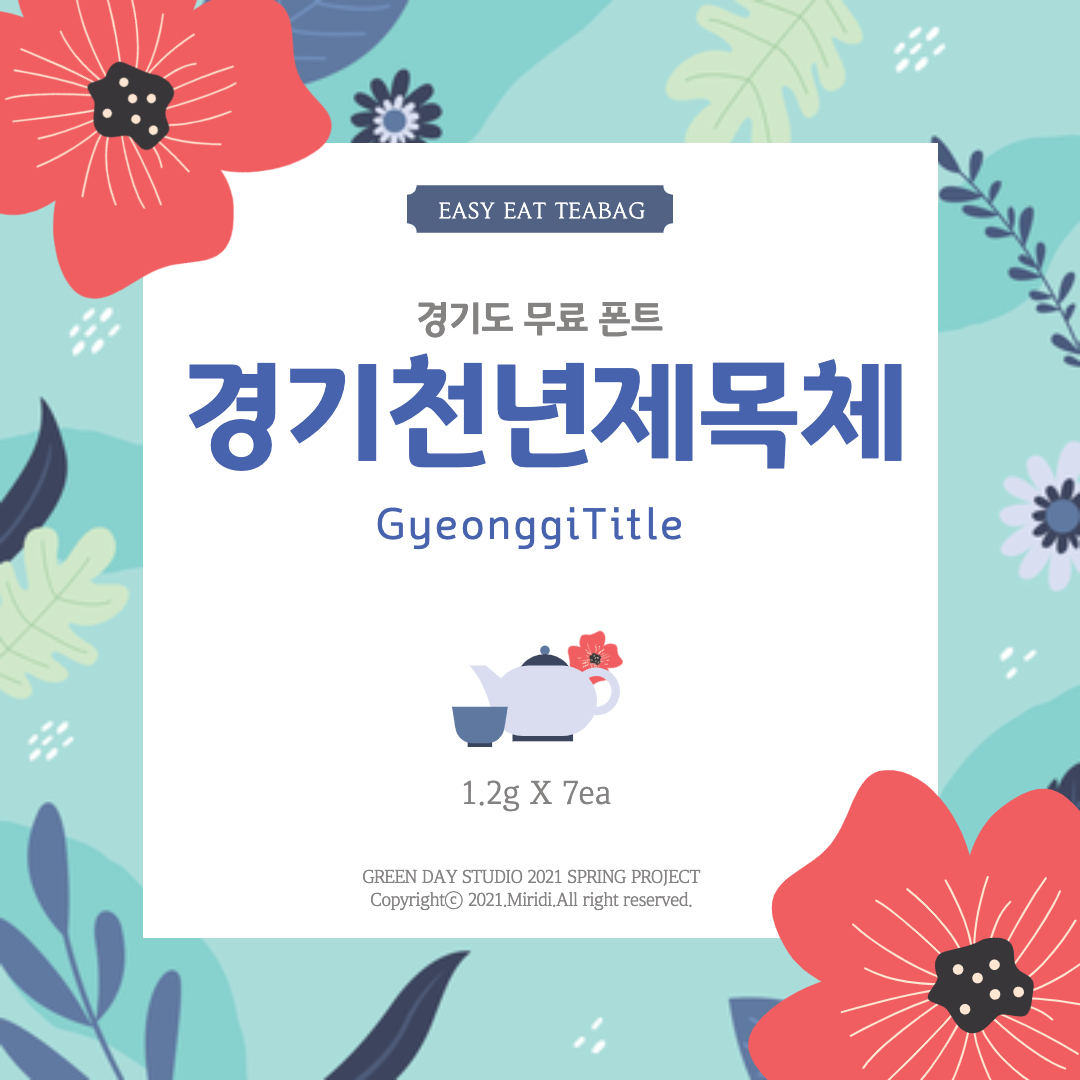 EASY EAT TEABAG
경기도 무료 폰트
경기천년제목체
GyeonggiTitle
1.2g X 7ea
GREEN DAY STUDIO 2021 SPRING PROJECT
Copyrightⓒ 2021.Miridi.All right reserved.